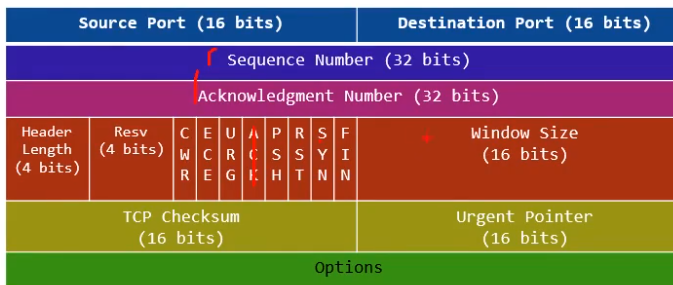 Source Port (16 bits) Destination Port (16 bits)
Sequence Number (32 bits)
Acknowledgment Number (32 bits)
Header
Length
(4 bits)
Resv
(4 bits)
CWR
ECE
URG
ACK
PSH
RST
SYN
FIN
Window Size
(16 bits)
TCP Checksum
(16 bits)
Urgent Pointer
(16 bits)
Options